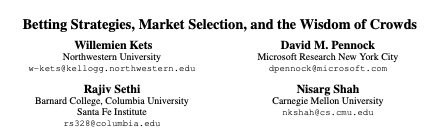 Betting Strategies, Market Selection, and the Wisdom of Crowds
Willemien Kets
Northwestern University
w-kets@kellogg.northwestern.edu
David M. Pennock
Microsoft Research New York City
dpennock@microsoft.com
Rajiv Sethi
Barnard College, Columbia University
Santa Fe Institute
rs328@columbia.edu
Nisarg Shah
Carnegie Mellon University
nkshah@cs.cmu.edu